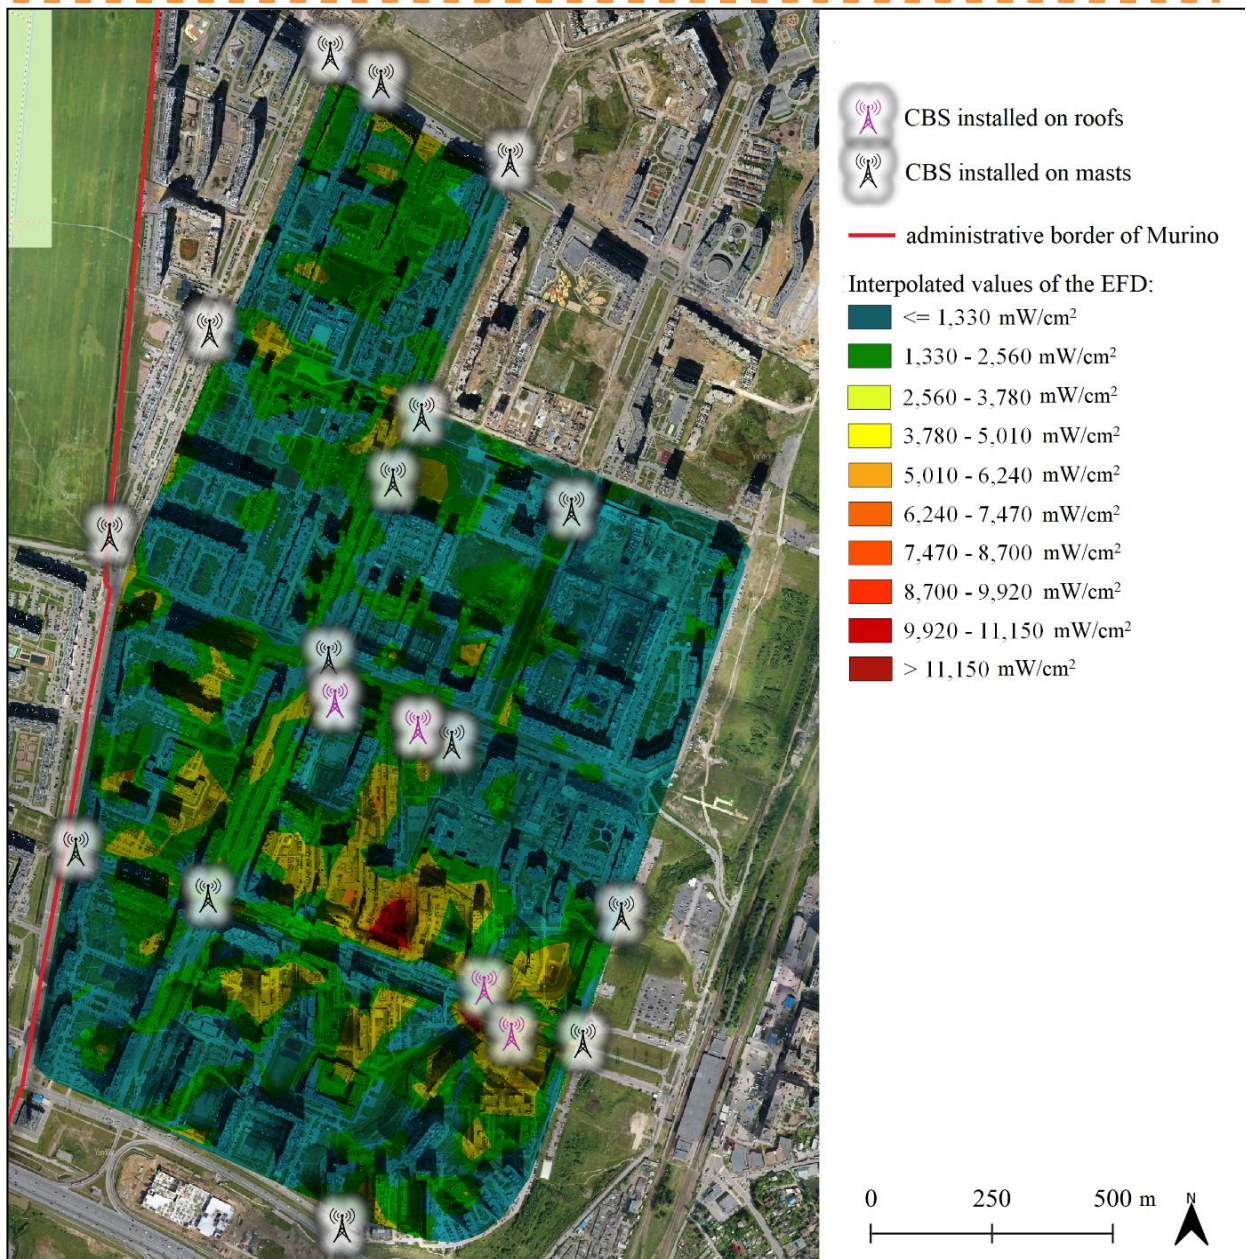 CBS installed on roofs
CBS installed on masts
administrative border of Murino
Interpolated values of the EFD:
<= 1,330 mW/cm²
1,330 - 2,560 mW/cm²
2,560 - 3,780 mW/cm²
3,780 - 5,010 mW/cm²
5,010 - 6,240 mW/cm²
6,240 - 7,470 mW/cm²
7,470 - 8,700 mW/cm²
8,700 - 9,920 mW/cm²
9,920 - 11,150 mW/cm²
> 11,150 mW/cm²
0 250 500 m
N